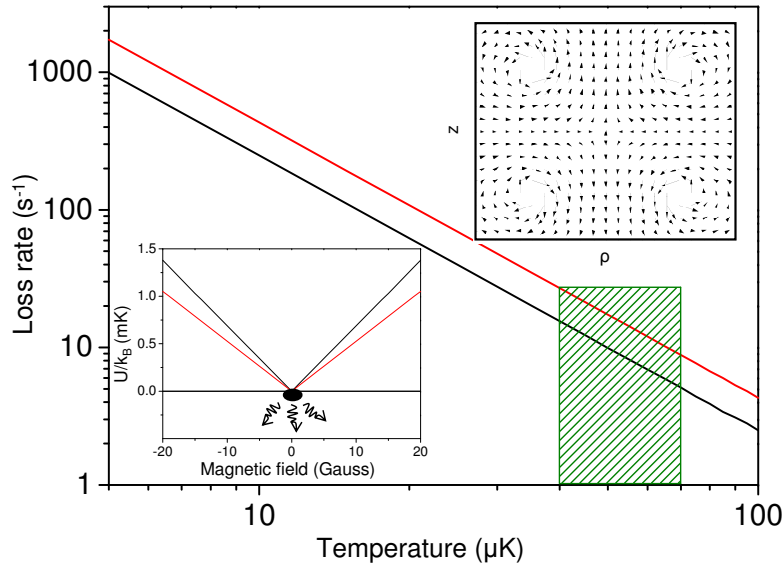 1000
100
10
1
Loss rate (s⁻¹)
10
100
Temperature (µK)
z
ρ
1.5
1.0
0.5
0.0
U/k_B (mK)
-20
-10
0
10
20
Magnetic field (Gauss)